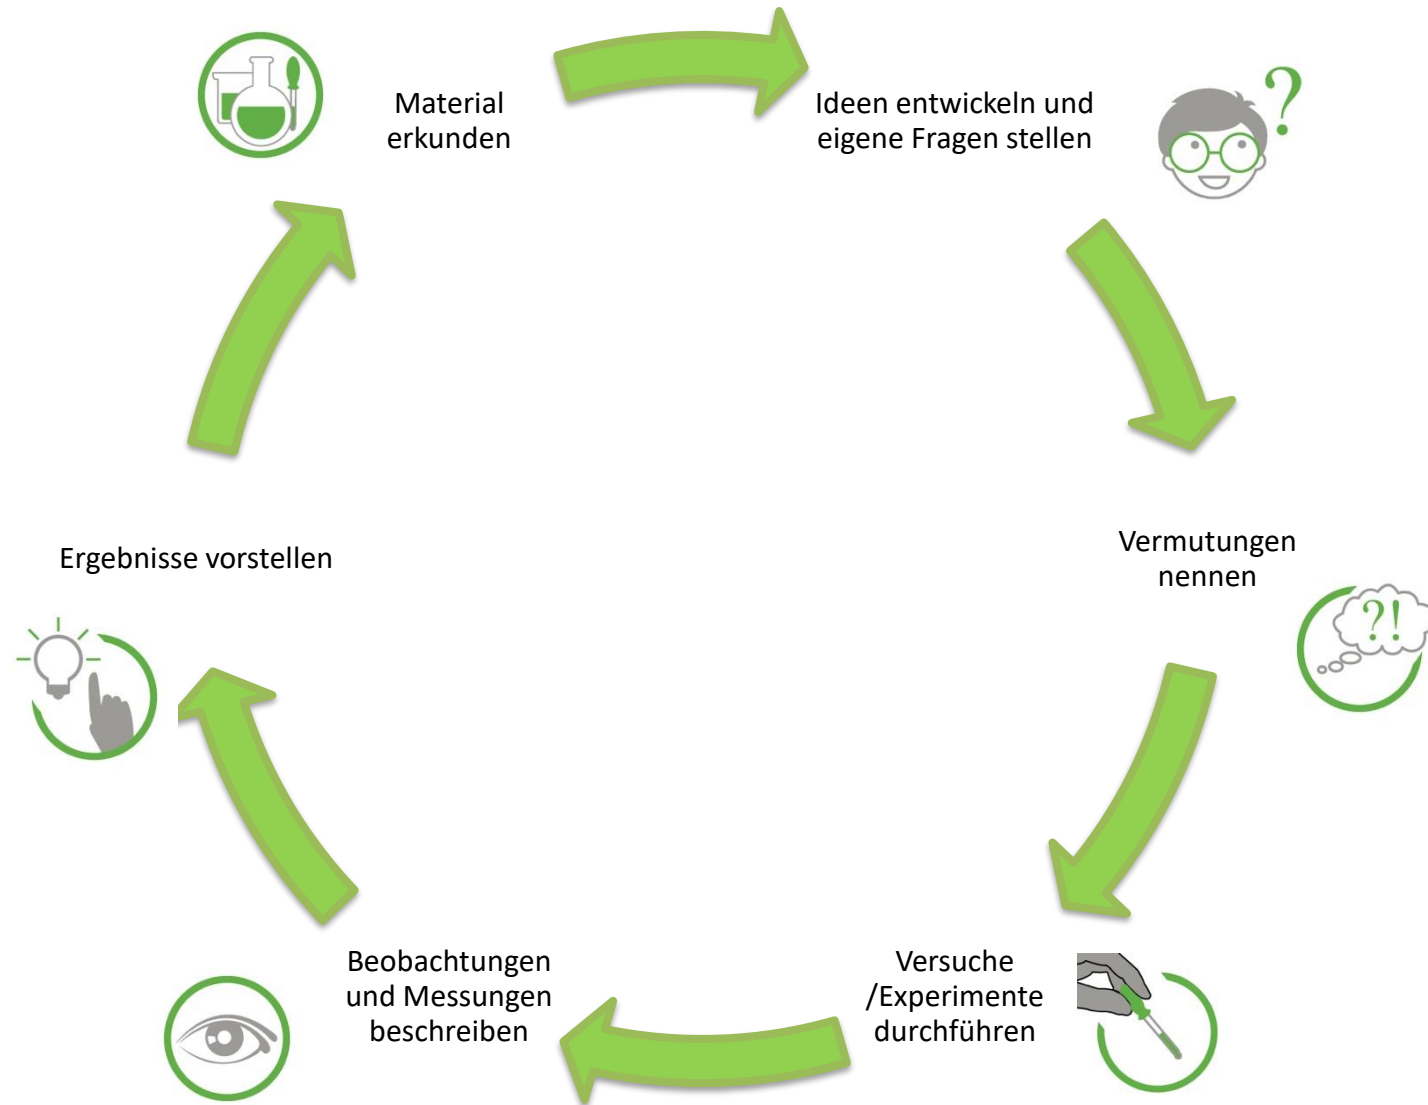 Material
erkunden
Ideen entwickeln und
eigene Fragen stellen
?
Vermutungen
nennen
?!
Versuche
/Experimente
durchführen
Beobachtungen
und Messungen
beschreiben
Ergebnisse vorstellen